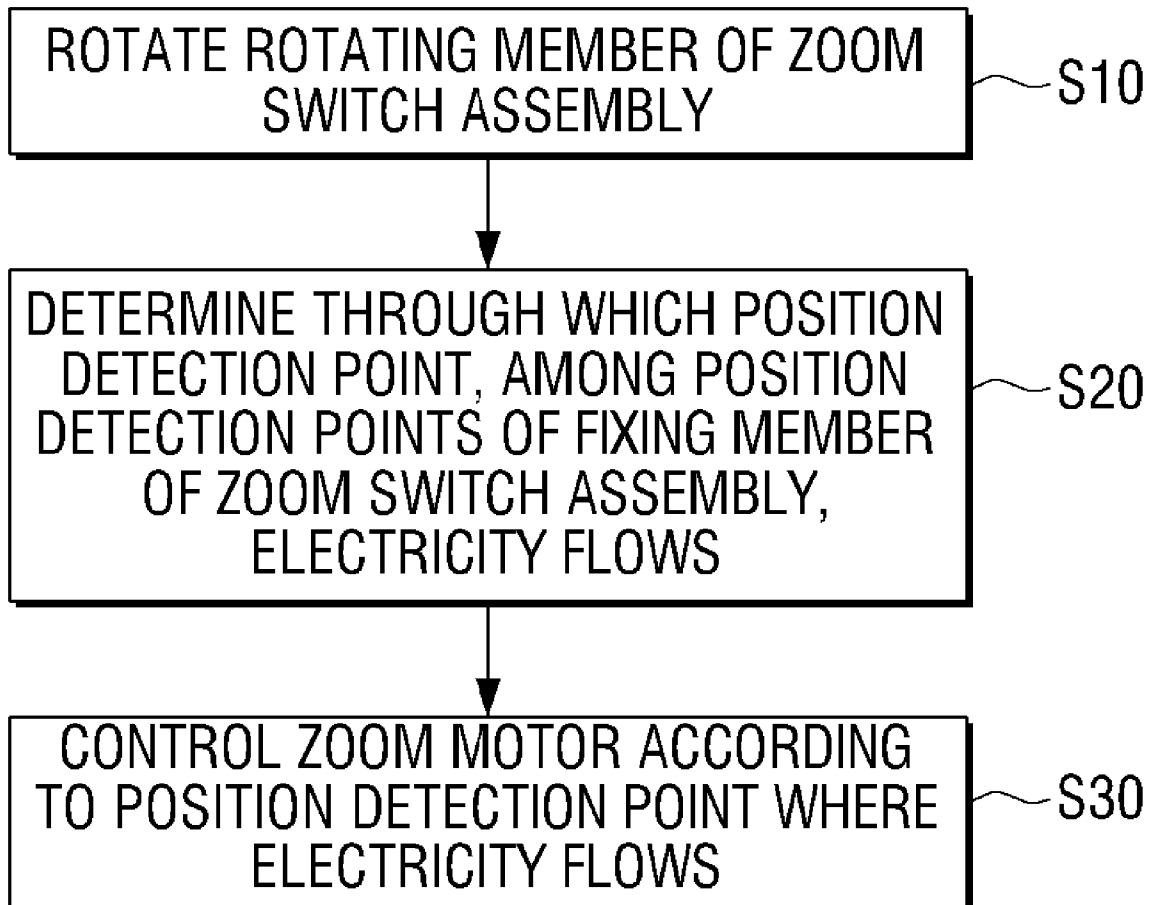 ROTATE ROTATING MEMBER OF ZOOM
SWITCH ASSEMBLY
S10
DETERMINE THROUGH WHICH POSITION
DETECTION POINT, AMONG POSITION
DETECTION POINTS OF FIXING MEMBER
OF ZOOM SWITCH ASSEMBLY,
ELECTRICITY FLOWS
S20
CONTROL ZOOM MOTOR ACCORDING
TO POSITION DETECTION POINT WHERE
ELECTRICITY FLOWS
S30